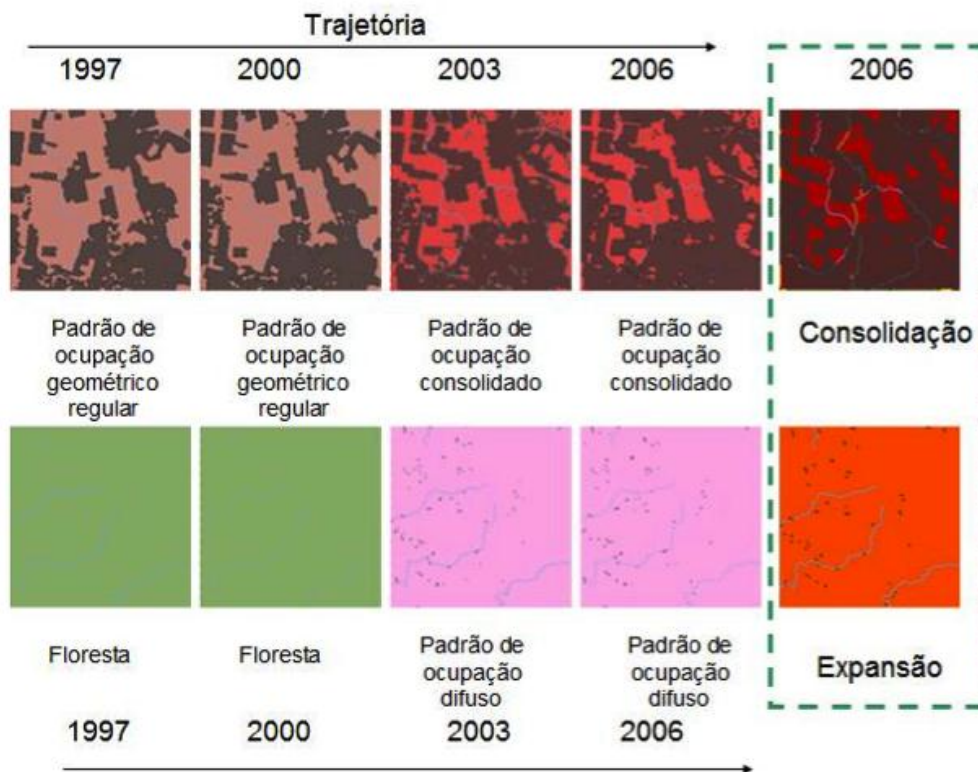 Trajetória
1997 2000 2003 2006 2006
Padrão de
ocupação
geométrico
regular
Padrão de
ocupação
geométrico
regular
Padrão de
ocupação
consolidado
Padrão de
ocupação
consolidado
Consolidação
Floresta
Floresta
Padrão de
ocupação
difuso
Padrão de
ocupação
difuso
Expansão
1997 2000 2003 2006